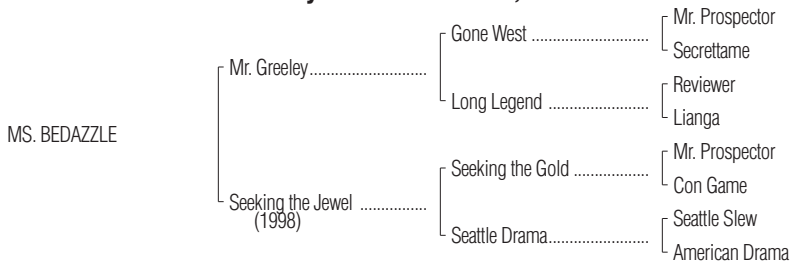 Mr. Prospector
Gone West ............................
Secrettame
Mr. Greeley............................
Reviewer
Long Legend ........................
Lianga
MS. BEDAZZLE
Mr. Prospector
Seeking the Gold ..................
Con Game
Seeking the Jewel ................
(1998)
Seattle Slew
Seattle Drama........................
American Drama